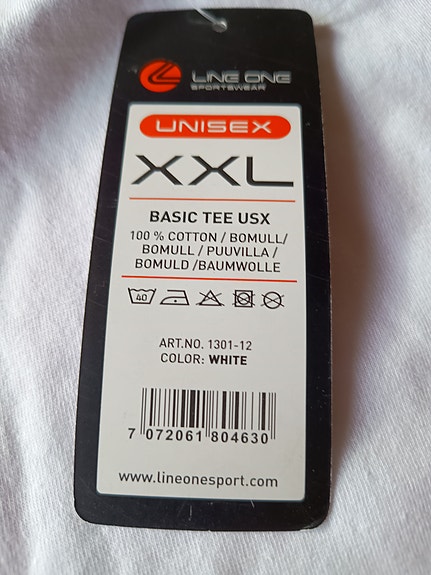 LINE ONE
SPORTSWEAR
UNISEX
XXL
BASIC TEE USX
100 % COTTON / BOMULL/
BOMULL / PUUVILLA /
BOMULD /BAUMWOLLE
40
ART.NO. 1301-12
COLOR: WHITE
7 072061 804630
www.lineonesport.com